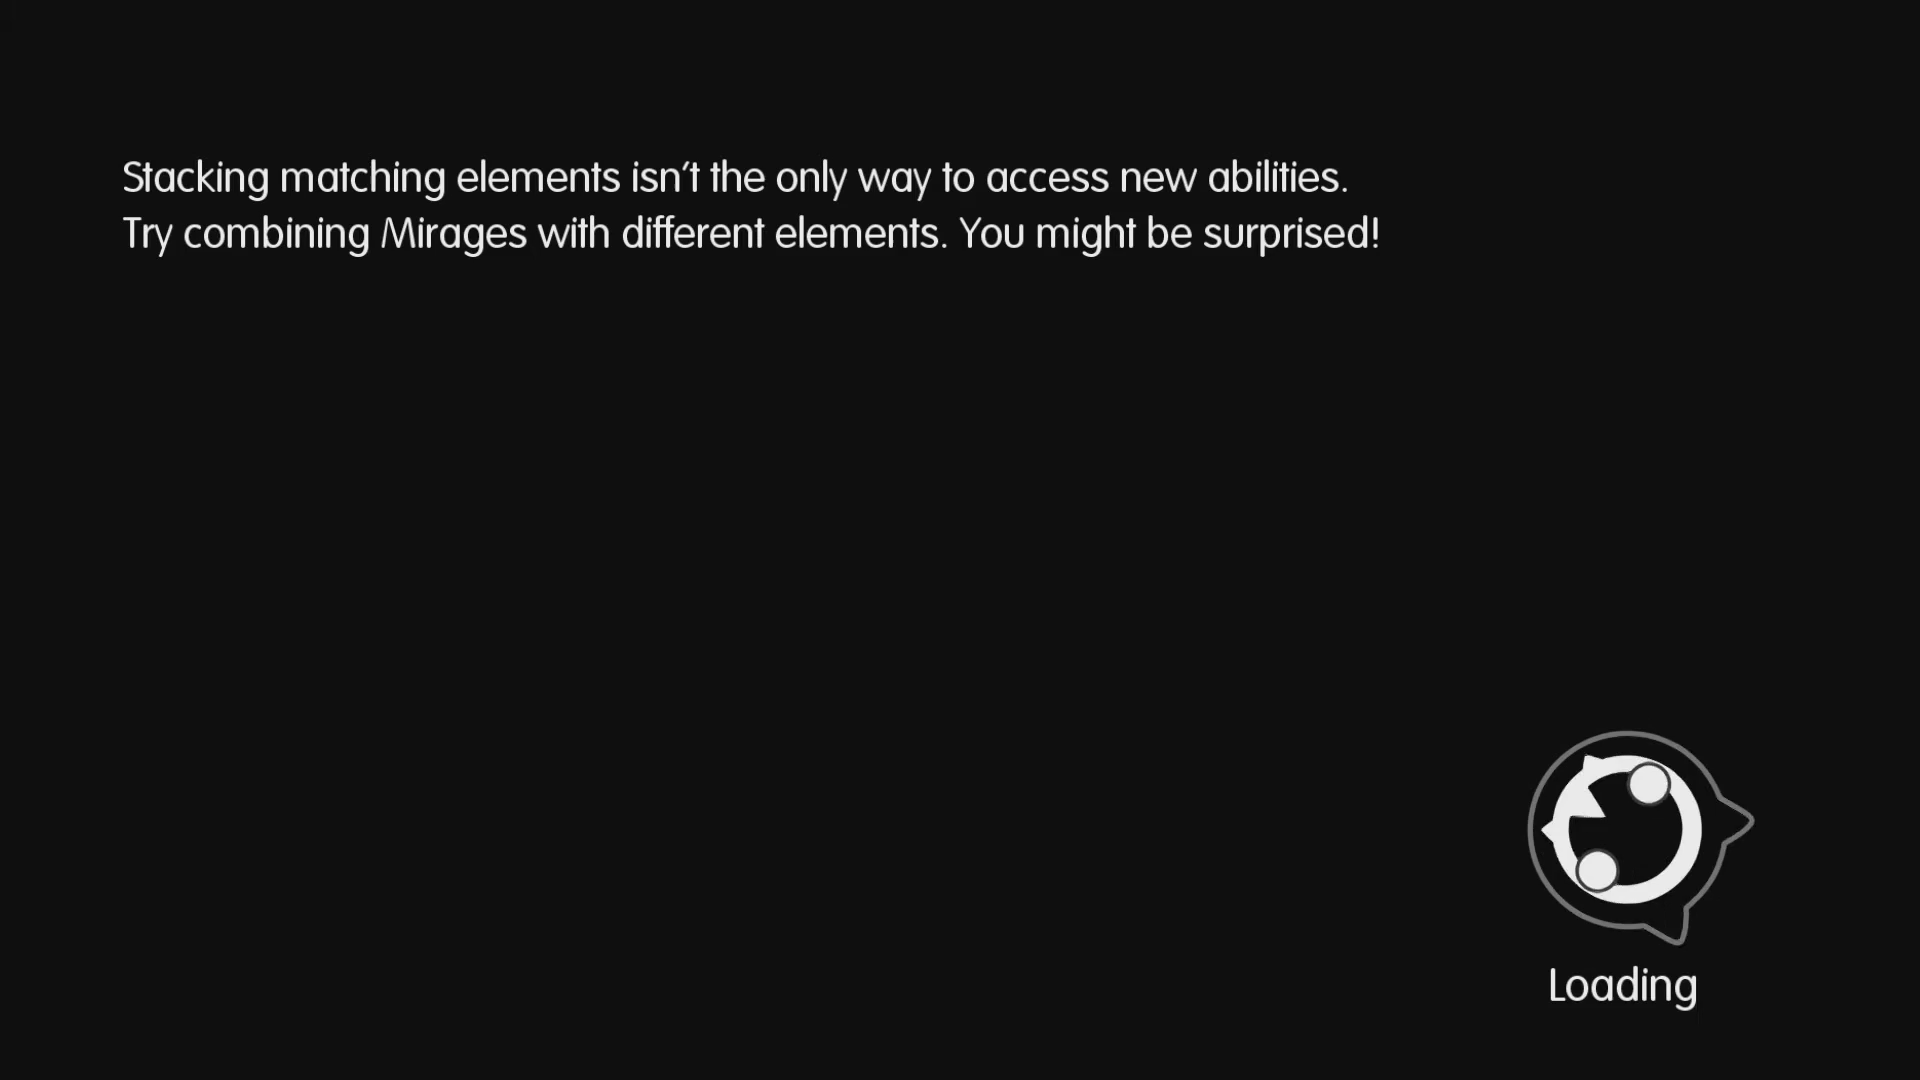 Stacking matching elements isn't the only way to access new abilities.
Try combining Mirages with different elements. You might be surprised!
Loading